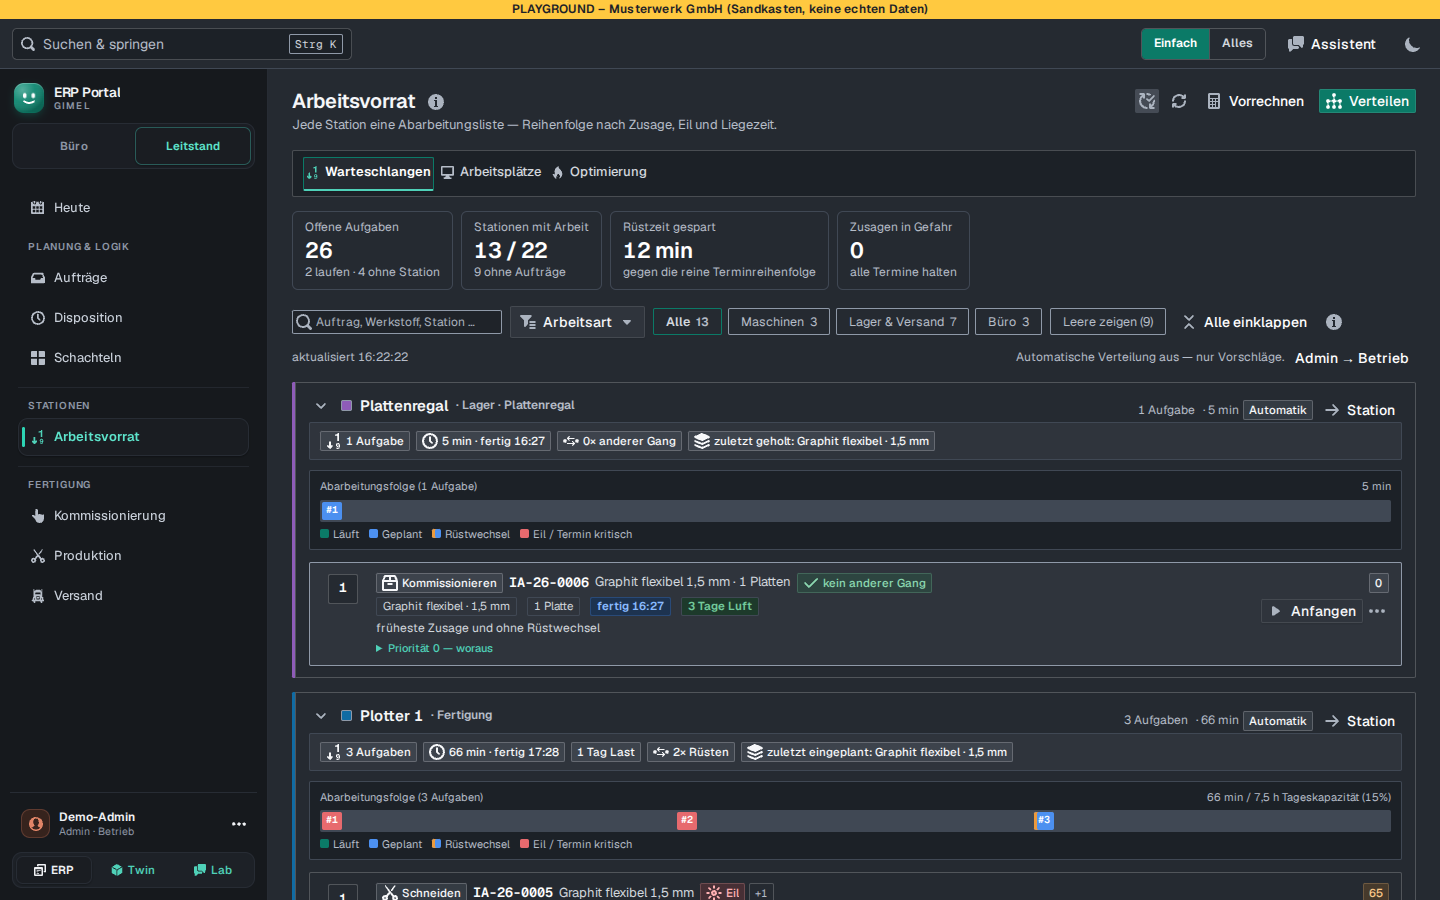 PLAYGROUND – Musterwerk GmbH (Sandkasten, keine echten Daten)
Suchen & springen Strg K
Einfach Alles Assistent
ERP Portal
GIMEL
Büro Leitstand
Heute
PLANUNG & LOGIK
Aufträge
Disposition
Schachteln
STATIONEN
Arbeitsvorrat
FERTIGUNG
Kommissionierung
Produktion
Versand
Demo-Admin
Admin · Betrieb
ERP Twin Lab
Arbeitsvorrat
Jede Station eine Abarbeitungsliste — Reihenfolge nach Zusage, Eil und Liegezeit.
Vorrechnen Verteilen
Warteschlangen Arbeitsplätze Optimierung
Offene Aufgaben
26
2 laufen · 4 ohne Station
Stationen mit Arbeit
13 / 22
9 ohne Aufträge
Rüstzeit gespart
12 min
gegen die reine Terminreihenfolge
Zusagen in Gefahr
0
alle Termine halten
Auftrag, Werkstoff, Station ... Arbeitsart Alle 13 Maschinen 3 Lager & Versand 7 Büro 3 Leere zeigen (9) Alle einklappen
aktualisiert 16:22:22 Automatische Verteilung aus — nur Vorschläge. Admin → Betrieb
Plattenregal · Lager · Plattenregal 1 Aufgabe · 5 min Automatik → Station
1 Aufgabe 5 min · fertig 16:27 0× anderer Gang zuletzt geholt: Graphit flexibel · 1,5 mm
Abarbeitungsfolge (1 Aufgabe) 5 min
#1
Läuft Geplant Rüstwechsel Eil / Termin kritisch
1 Kommissionieren IA-26-0006 Graphit flexibel 1,5 mm · 1 Platten kein anderer Gang 0
Graphit flexibel · 1,5 mm 1 Platte fertig 16:27 3 Tage Luft
Anfangen
früheste Zusage und ohne Rüstwechsel
Priorität 0 — woraus
Plotter 1 · Fertigung 3 Aufgaben · 66 min Automatik → Station
3 Aufgaben 66 min · fertig 17:28 1 Tag Last 2× Rüsten zuletzt eingeplant: Graphit flexibel · 1,5 mm
Abarbeitungsfolge (3 Aufgaben) 66 min / 7,5 h Tageskapazität (15%)
#1 #2 #3
Läuft Geplant Rüstwechsel Eil / Termin kritisch
1 Schneiden IA-26-0005 Graphit flexibel 1,5 mm Eil +1 65